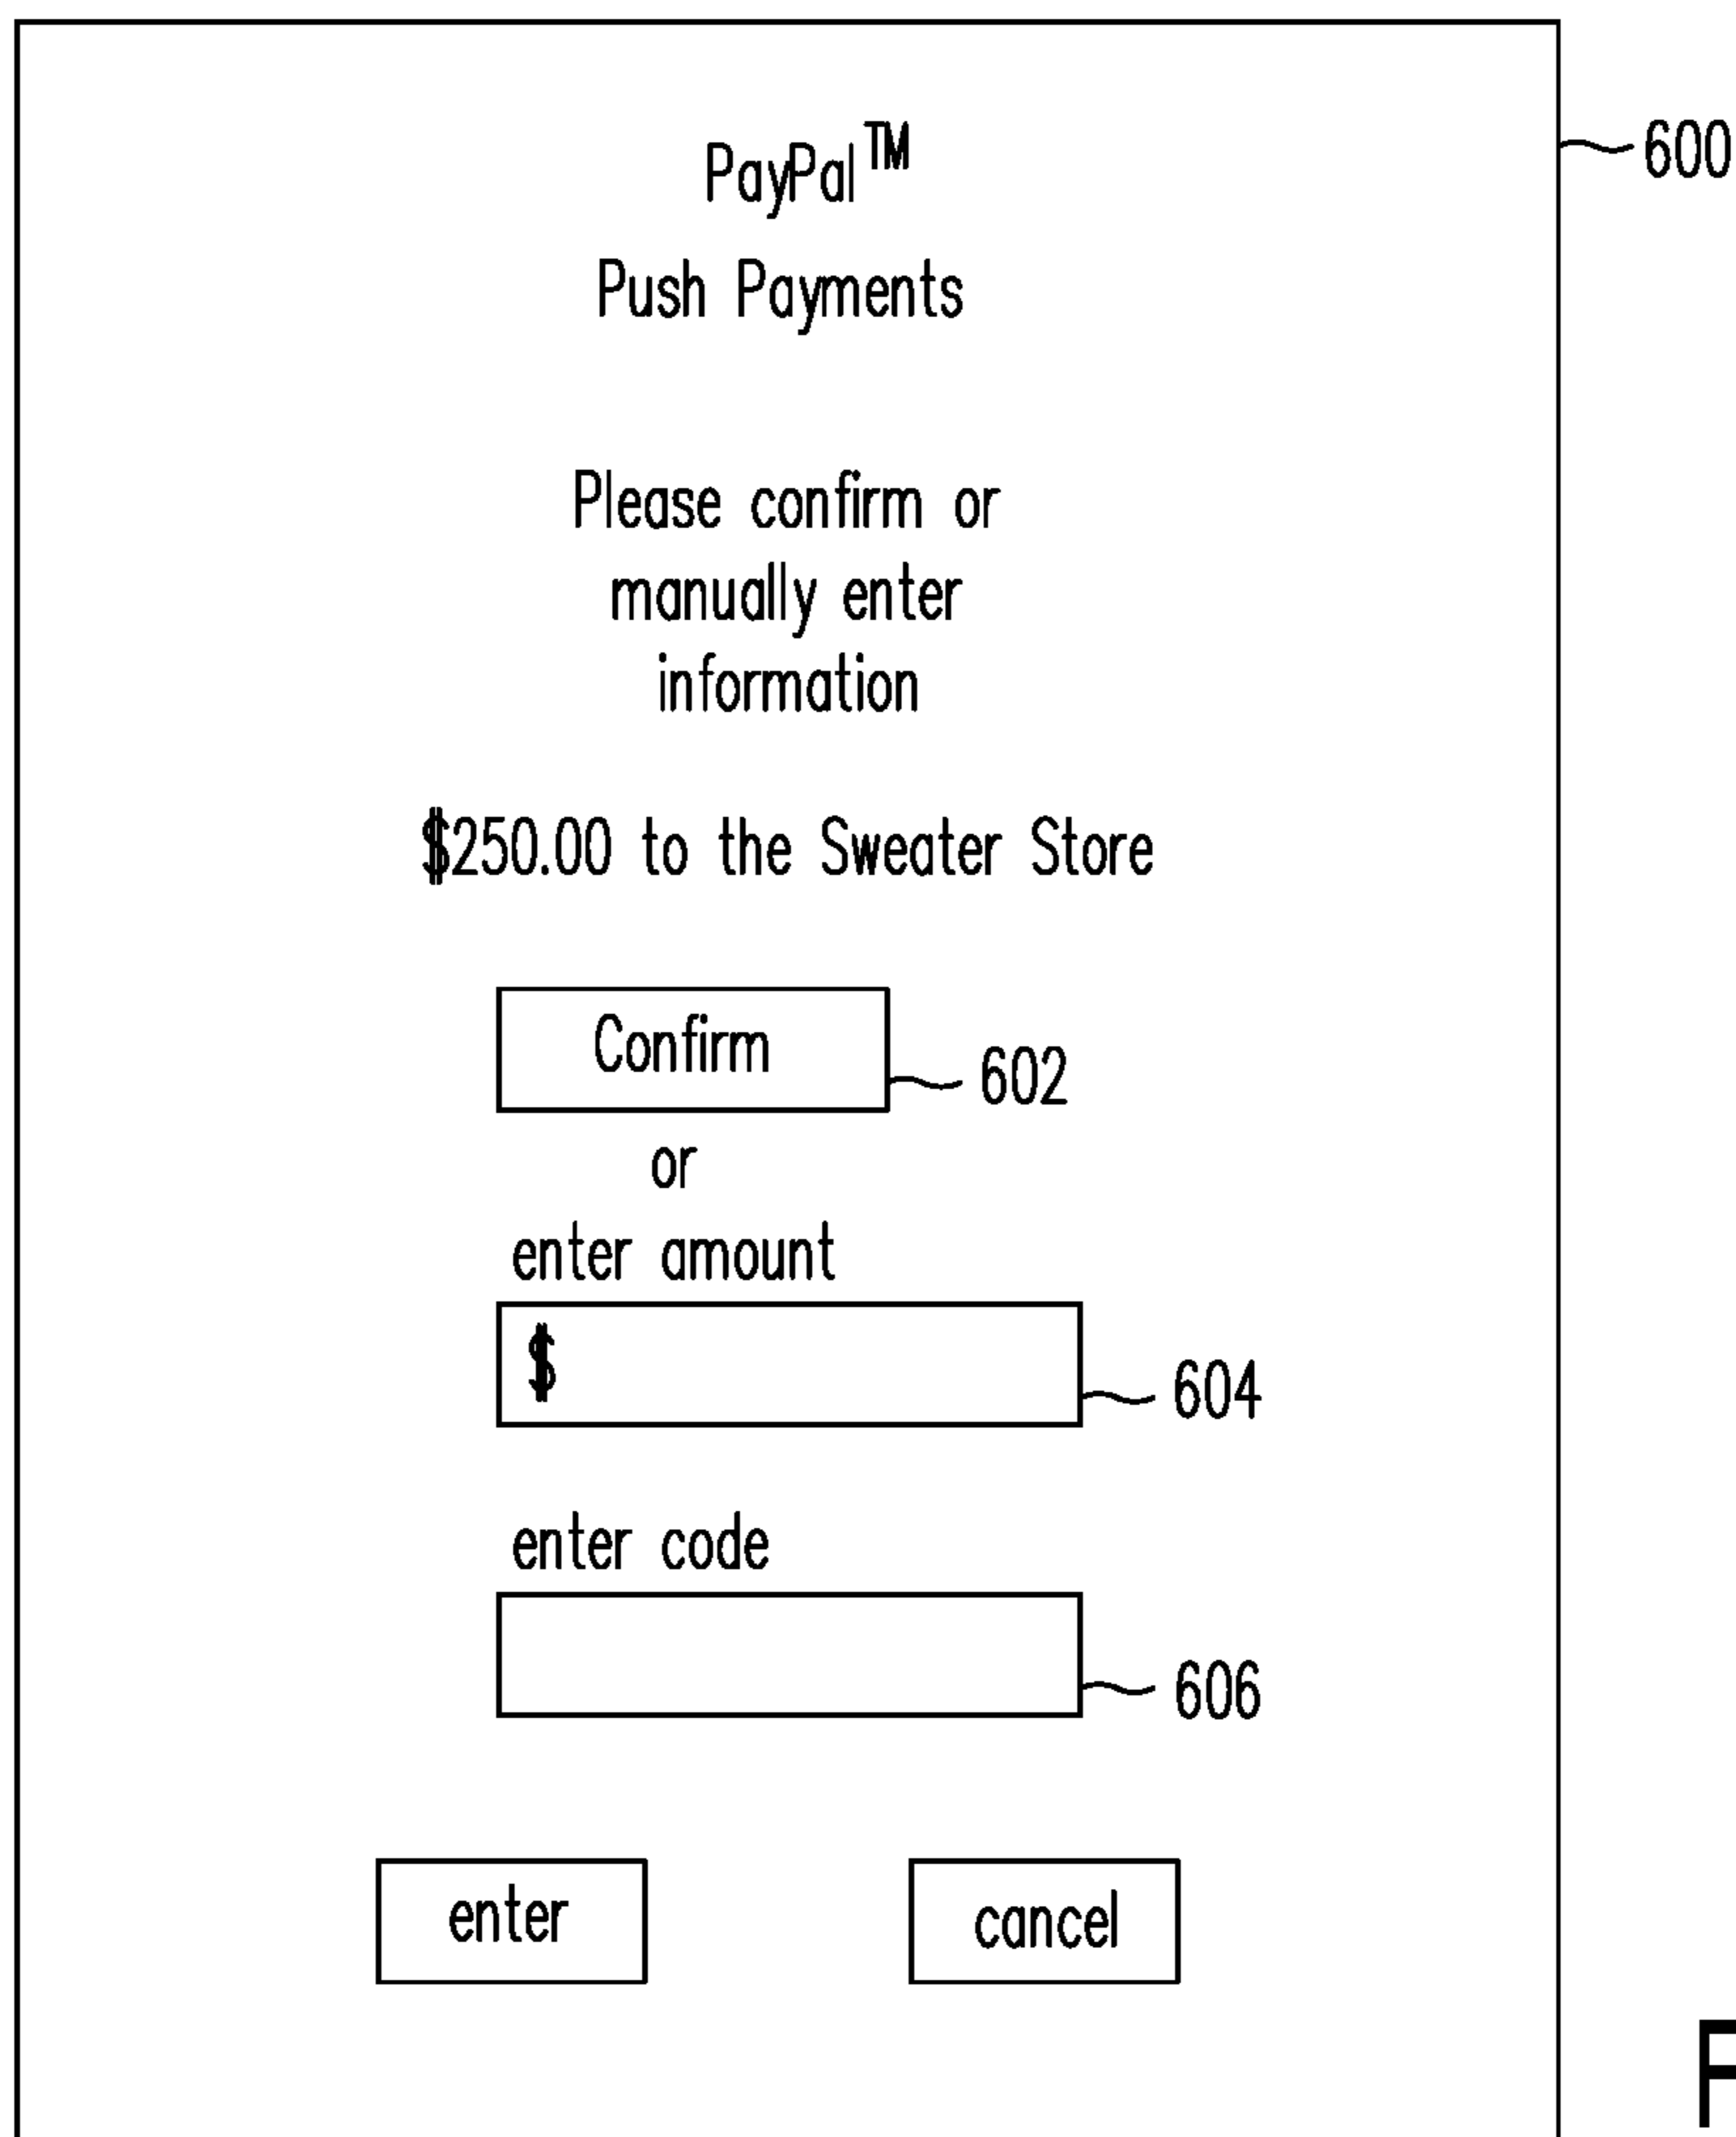 PayPal™
600
Push Payments
Please confirm or
manually enter
information
$250.00 to the Sweater Store
Confirm
602
or
enter amount
$
604
enter code
606
enter
cancel
F